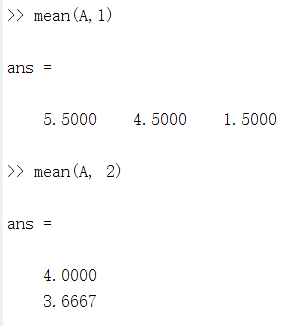 >> mean(A,1)
ans =
5.5000 4.5000 1.5000
>> mean(A, 2)
ans =
4.0000
3.6667